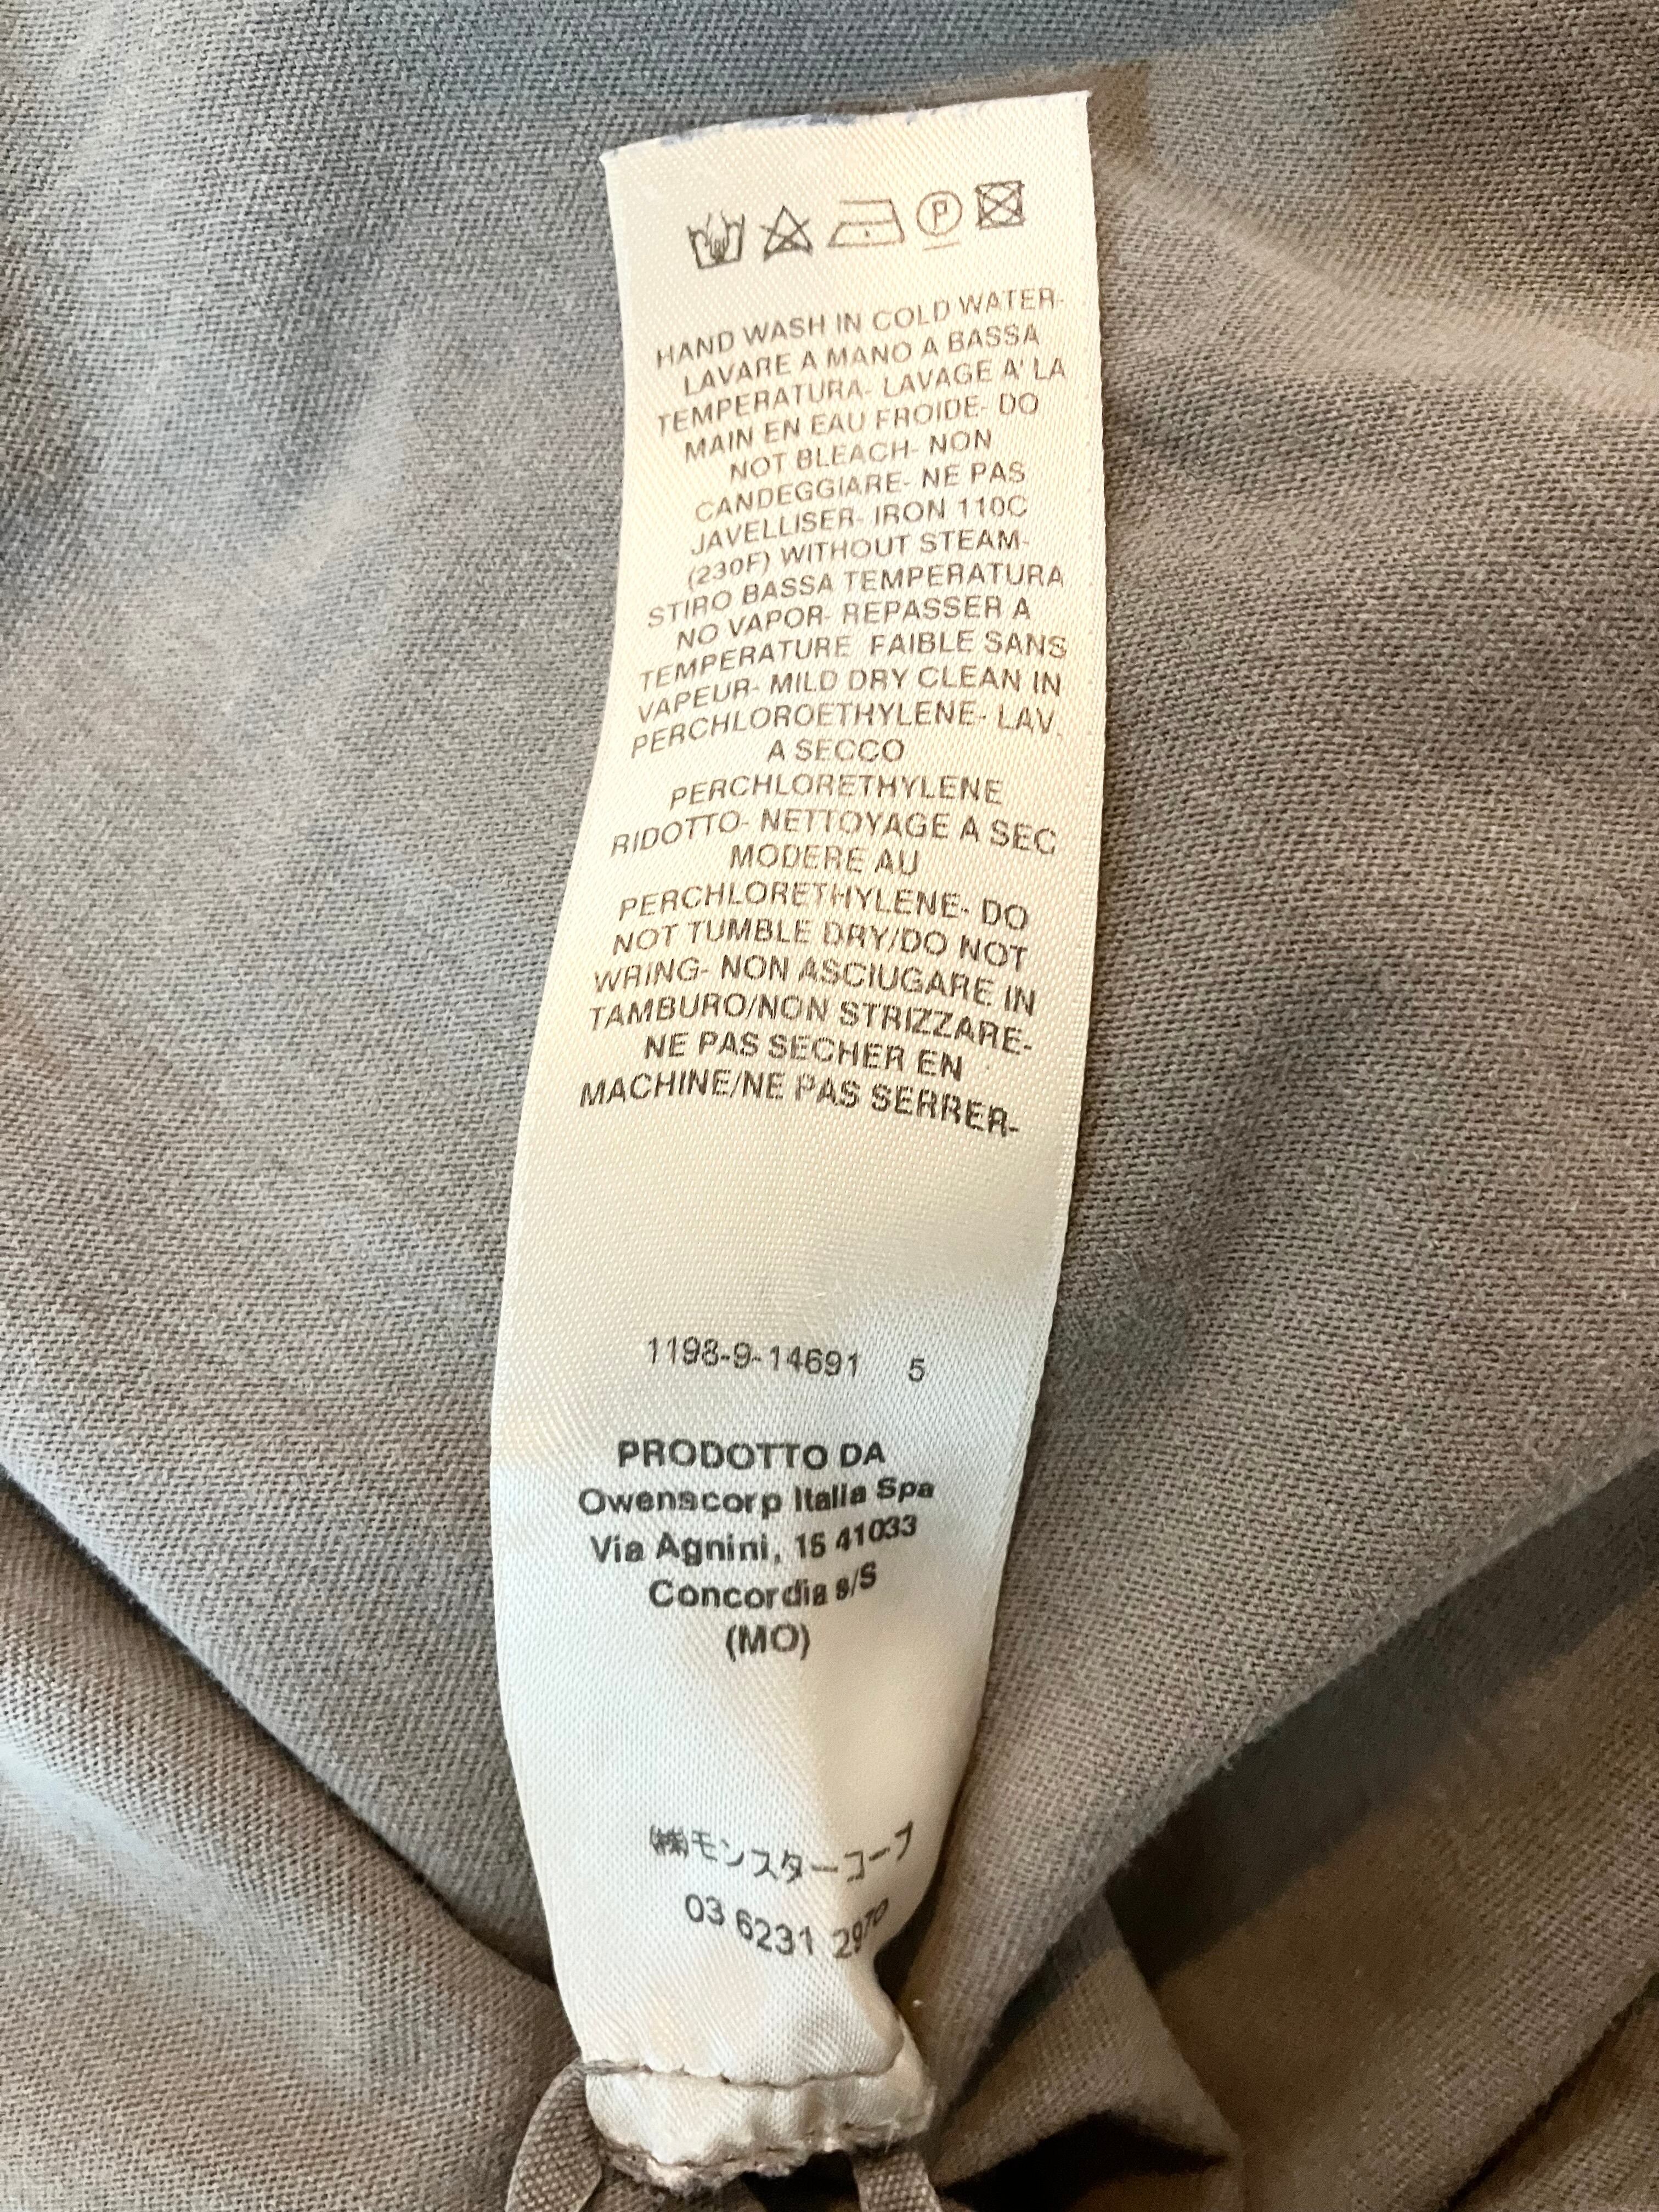 P
HAND WASH IN COLD WATER-
LAVARE A MANO A BASSA
TEMPERATURA- LAVAGE A' LA
MAIN EN EAU FROIDE- DO
NOT BLEACH- NON
CANDEGGIARE- NE PAS
JAVELLISER- IRON 110C
(230F) WITHOUT STEAM-
STIRO BASSA TEMPERATURA
NO VAPOR- REPASSER A
TEMPERATURE FAIBLE SANS
VAPEUR- MILD DRY CLEAN IN
PERCHLOROETHYLENE- LAV.
A SECCO
PERCHLORETHYLENE
RIDOTTO- NETTOYAGE A SEC
MODERE AU
PERCHLORETHYLENE- DO
NOT TUMBLE DRY/DO NOT
WRING- NON ASCIUGARE IN
TAMBURO/NON STRIZZARE-
NE PAS SECHER EN
MACHINE/NE PAS SERRER-
1198-9-14691 5
PRODOTTO DA
Owenscorp Italia Spa
Via Agnini, 15 41033
Concordia s/S
(MO)
㈱モンスターコープ
03 6231 2970